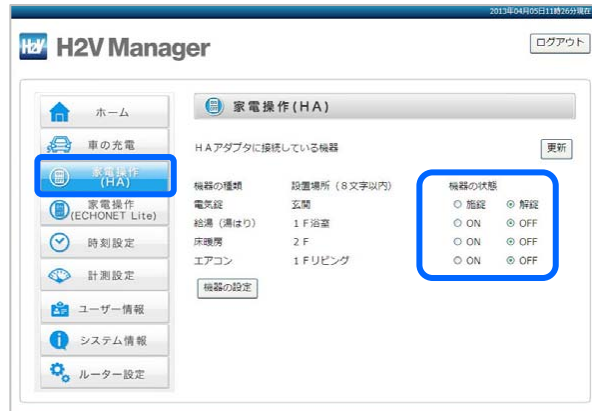 2013年04月05日11時26分現在
H2V H2V Manager
ログアウト
ホーム
車の充電
家電操作
(HA)
家電操作
(ECHONET Lite)
時刻設定
計測設定
ユーザー情報
システム情報
ルーター設定
家電操作(HA)
HAアダプタに接続している機器
更新
機器の種類 設置場所(8文字以内) 機器の状態
電気錠 玄関 施錠 解錠
給湯(湯はり) 1F浴室 ON OFF
床暖房 2F ON OFF
エアコン 1Fリビング ON OFF
機器の設定